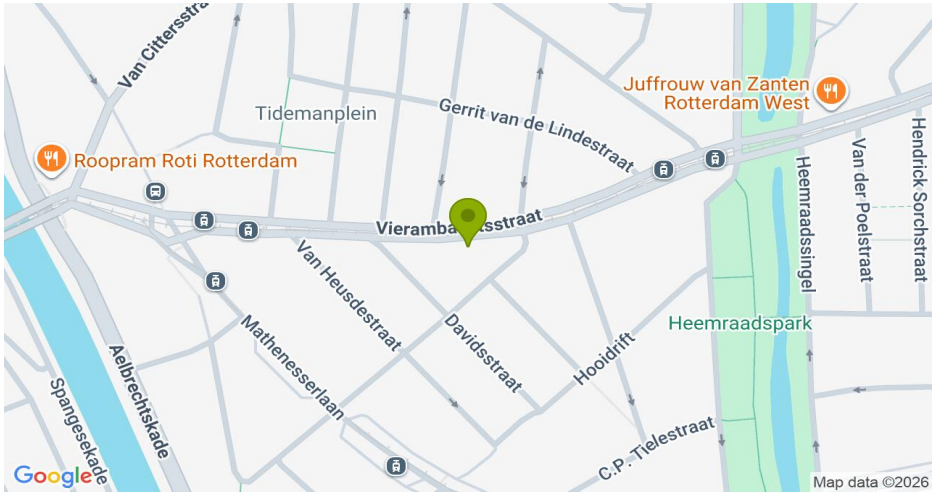 Van Cittersstra
Tidemanplein
Gerrit van de Lindestraat
Juffrouw van Zanten
Rotterdam West
Roopram Roti Rotterdam
Hendrick Sorchstraat
Van der Poelstraat
Heemraadssingel
Van Heusdestraat
Davidsstraat
Hooidrift
Heemraadspark
Mathenesserlaan
Aelbrechtskade
Spangesekade
C.P. Tielestraat
Google
Map data ©2026